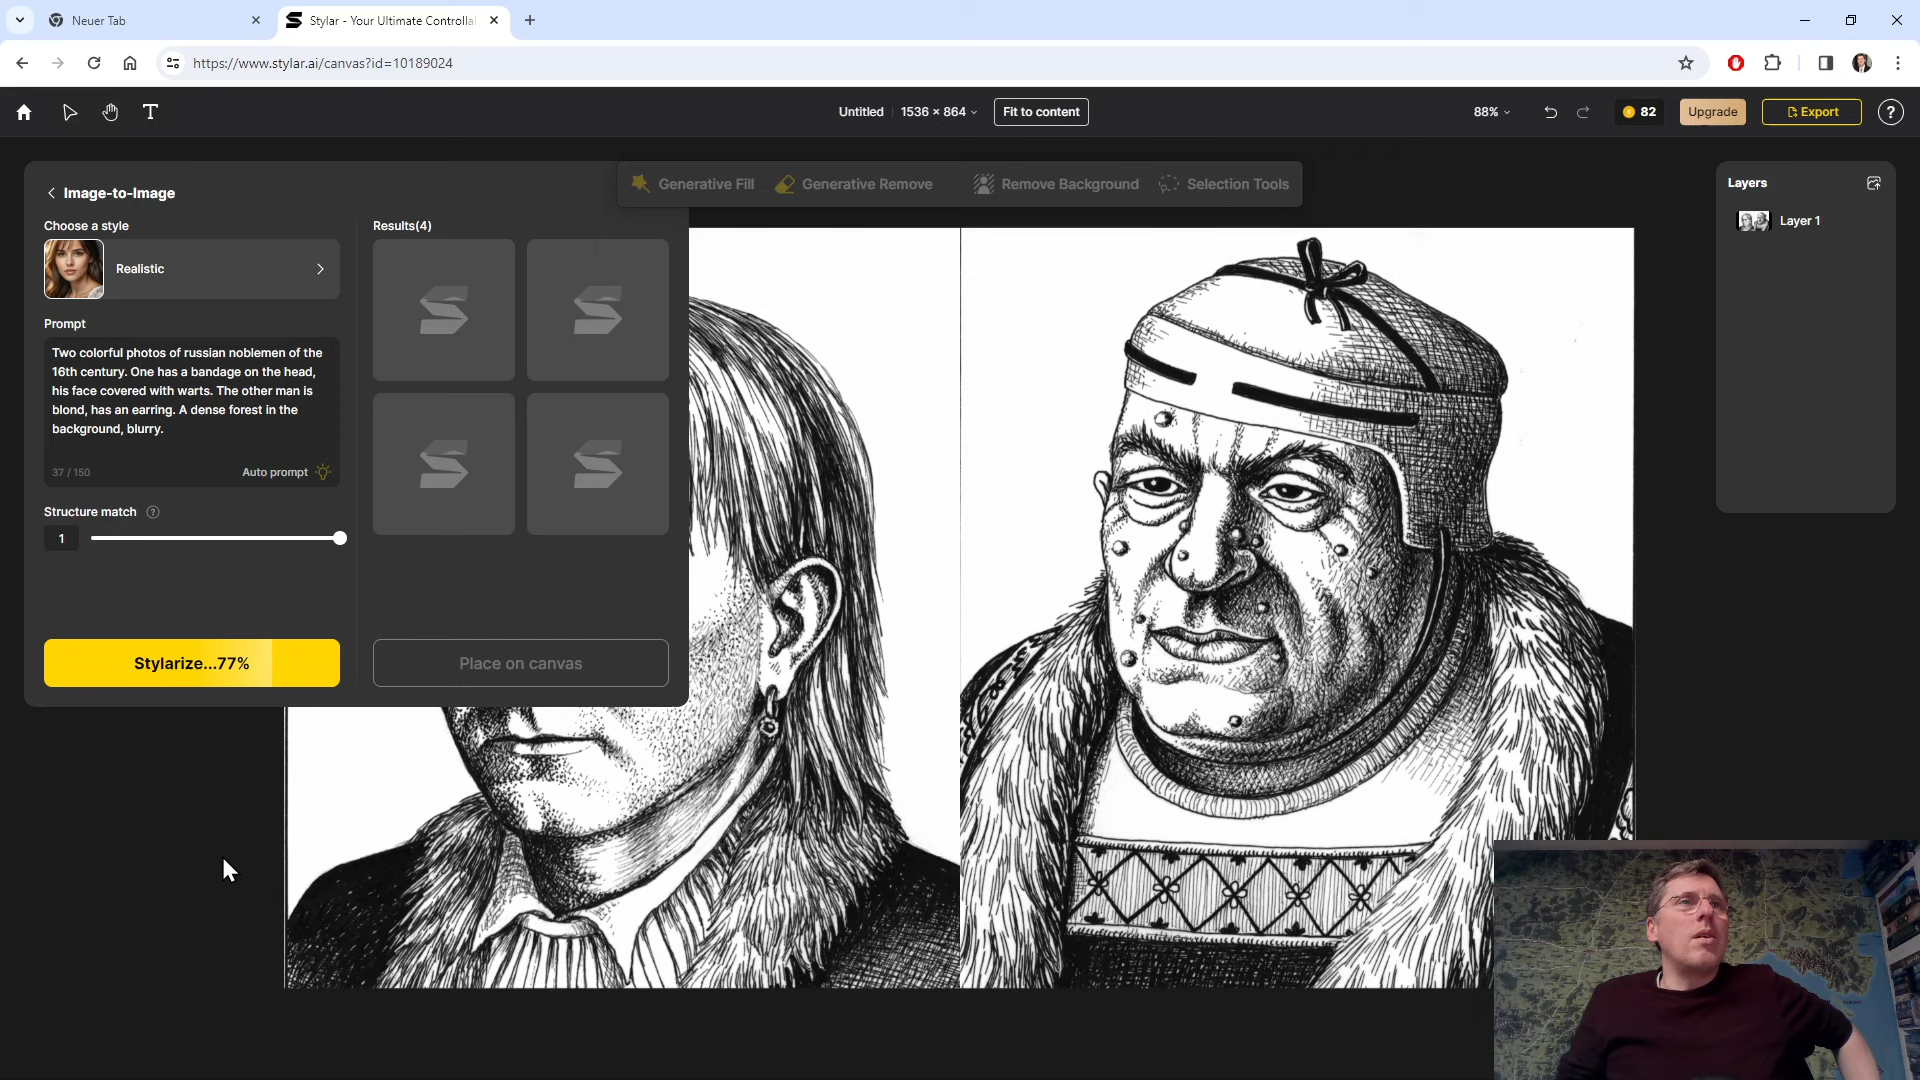 Neuer Tab
Stylar - Your Ultimate Controlla
https://www.stylar.ai/canvas?id=10189024
Untitled
1536 × 864
Fit to content
88%
82
Upgrade
Export
?
Image-to-Image
Choose a style
Realistic
Prompt
Two colorful photos of russian noblemen of the
16th century. One has a bandage on the head,
his face covered with warts. The other man is
blond, has an earring. A dense forest in the
background, blurry.
37 / 150
Auto prompt
Structure match ?
1
Stylarize...77%
Results(4)
Place on canvas
Generative Fill
Generative Remove
Remove Background
Selection Tools
Layers
Layer 1